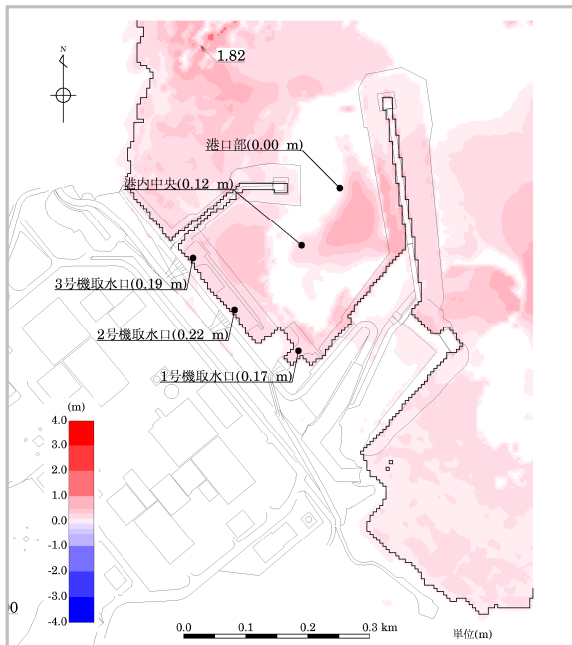 N
1.82
港口部(0.00 m)
港内中央(0.12 m)
3号機取水口(0.19 m)
2号機取水口(0.22 m)
1号機取水口(0.17 m)
(m)
4.0
3.0
2.0
1.0
0.0
-1.0
-2.0
-3.0
-4.0
0.0 0.1 0.2 0.3 km
単位(m)